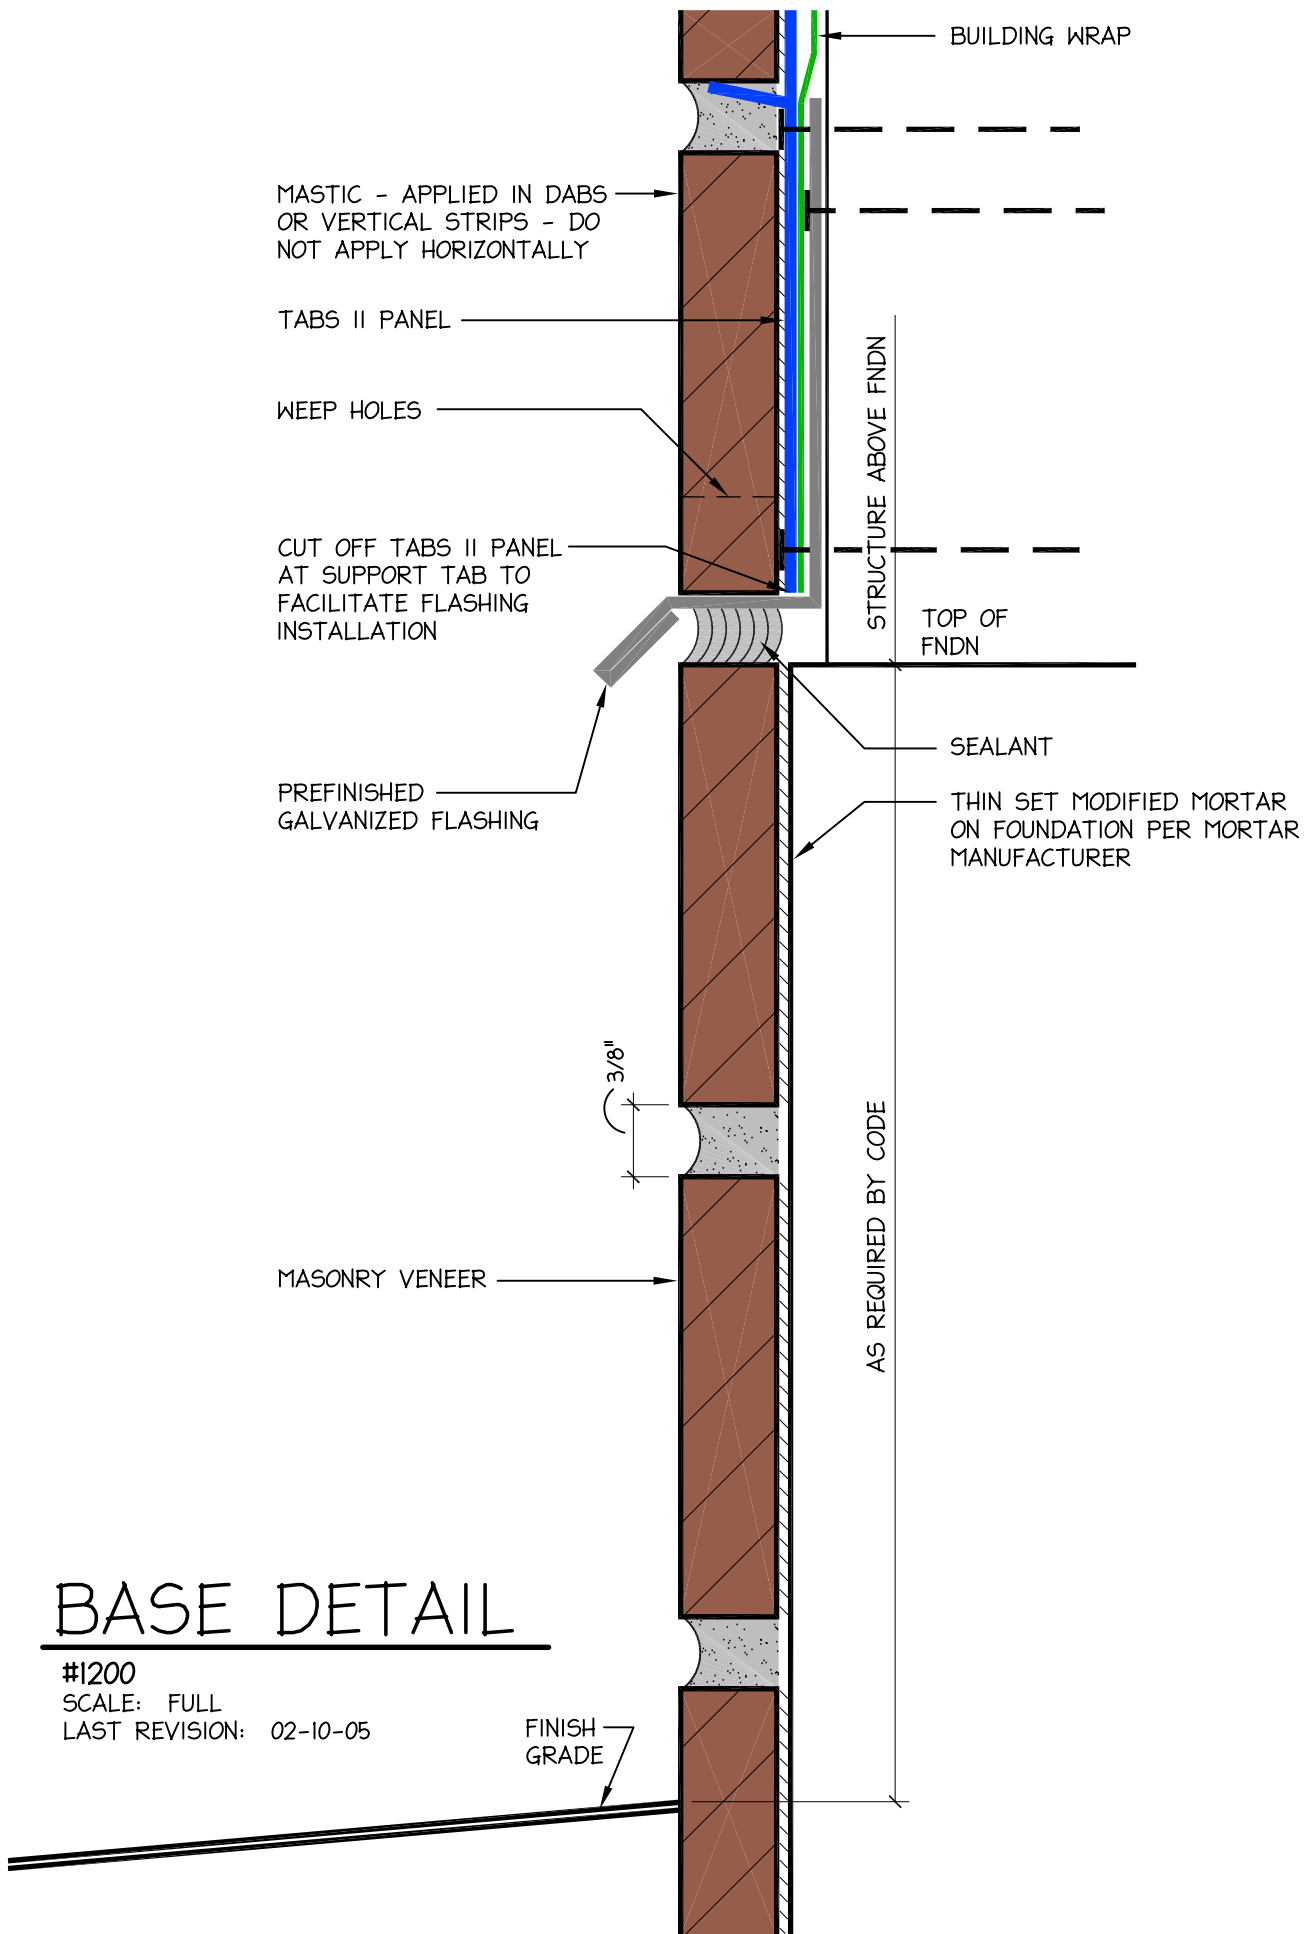 BUILDING WRAP
MASTIC - APPLIED IN DABS
OR VERTICAL STRIPS - DO
NOT APPLY HORIZONTALLY
TABS II PANEL
WEEP HOLES
STRUCTURE ABOVE FNDN
CUT OFF TABS II PANEL
AT SUPPORT TAB TO
FACILITATE FLASHING
INSTALLATION
TOP OF
FNDN
SEALANT
PREFINISHED
GALVANIZED FLASHING
THIN SET MODIFIED MORTAR
ON FOUNDATION PER MORTAR
MANUFACTURER
3/8"
AS REQUIRED BY CODE
MASONRY VENEER
BASE DETAIL
#1200
SCALE: FULL
LAST REVISION: 02-10-05
FINISH
GRADE